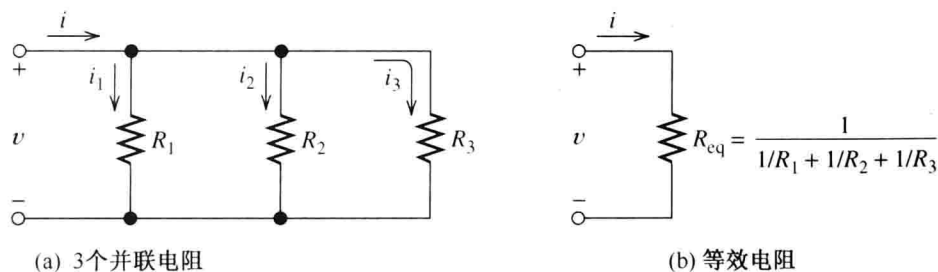 i
i
+
i₁
i₂
i₃
+
v
R₁
R₂
R₃
v
R_eq = 1 / (1/R₁ + 1/R₂ + 1/R₃)
−
−
(a) 3个并联电阻
(b) 等效电阻